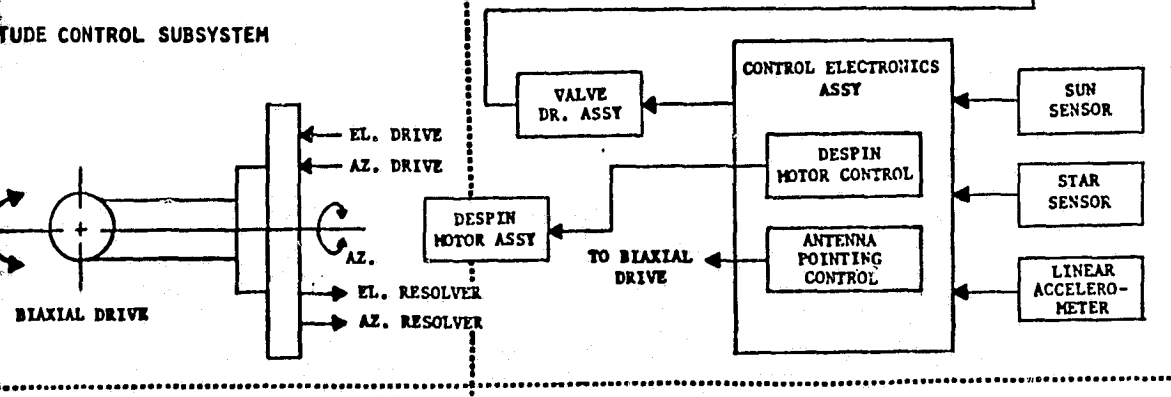 TUDE CONTROL SUBSYSTEM
EL. DRIVE
AZ. DRIVE
AZ.
EL. RESOLVER
AZ. RESOLVER
BIAXIAL DRIVE
VALVE
DR. ASSY
DESPIN
MOTOR ASSY
CONTROL ELECTRONICS
ASSY
DESPIN
MOTOR CONTROL
ANTENNA
POINTING
CONTROL
TO BIAXIAL
DRIVE
SUN
SENSOR
STAR
SENSOR
LINEAR
ACCELERO-
METER